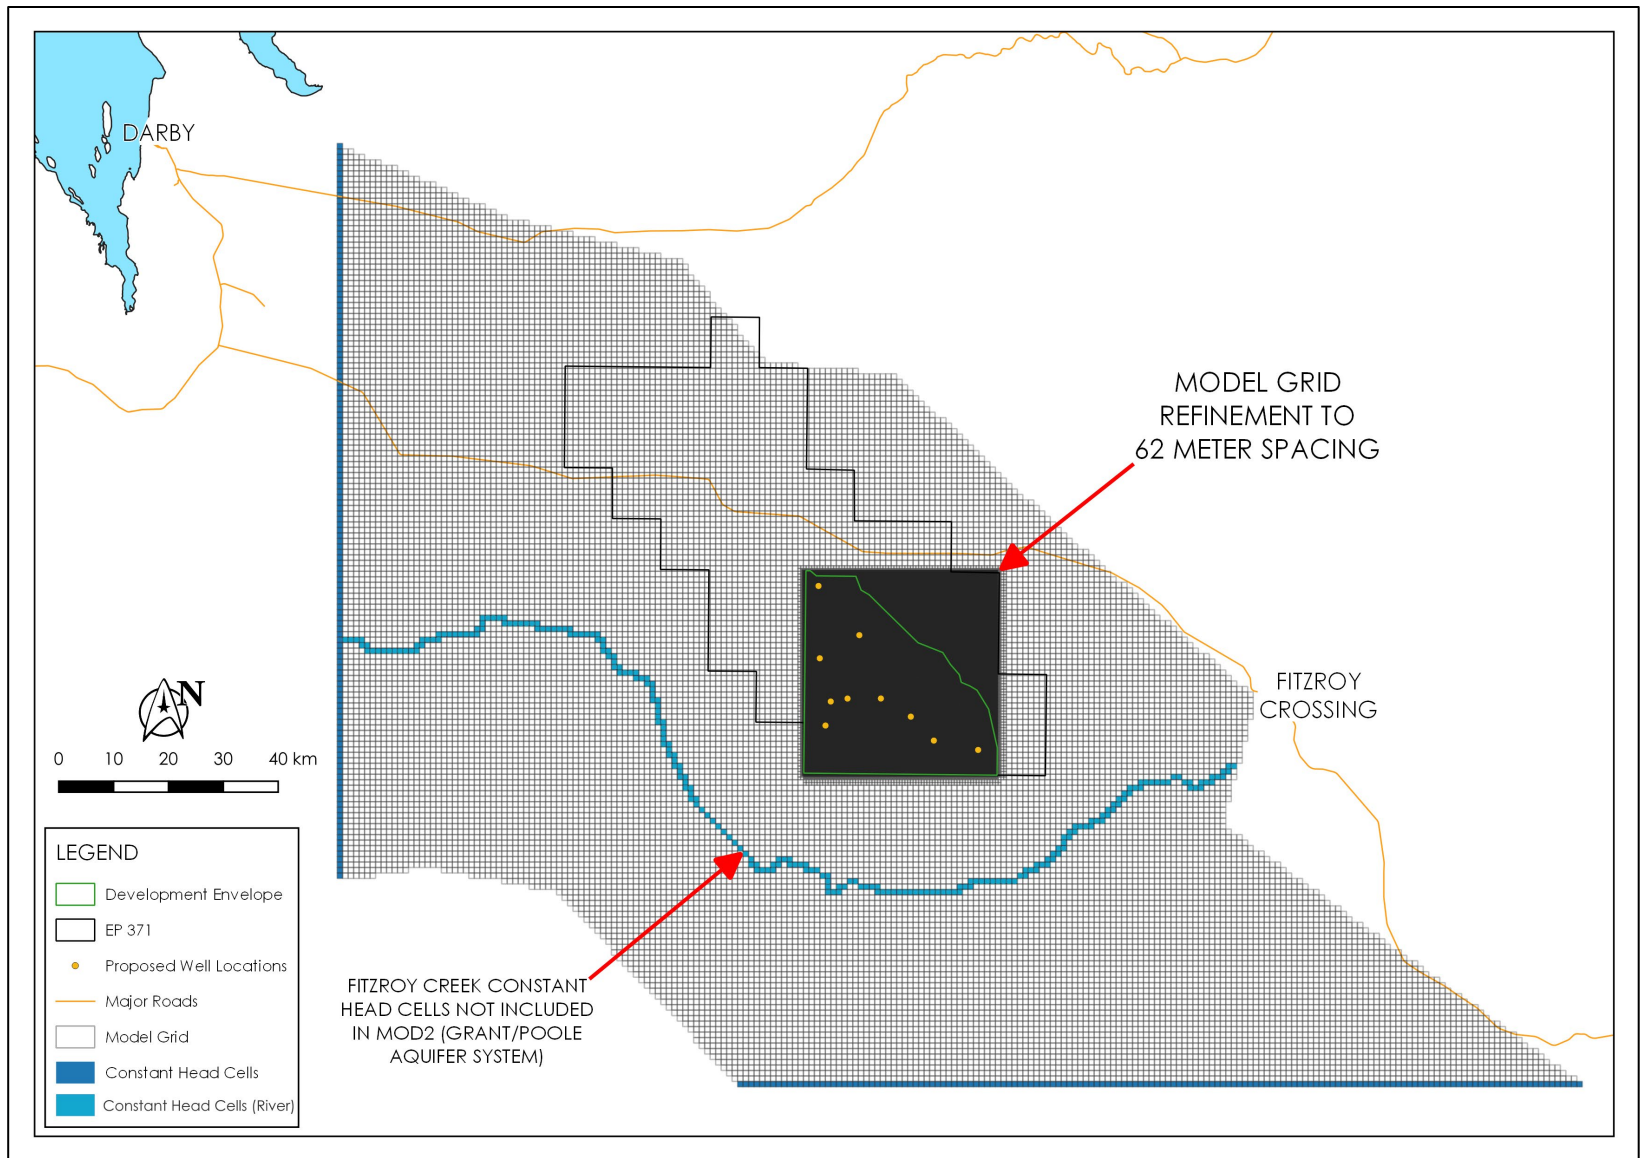 DARBY
MODEL GRID
REFINEMENT TO
62 METER SPACING
FITZROY
CROSSING
N
0 10 20 30 40 km
LEGEND
Development Envelope
EP 371
Proposed Well Locations
Major Roads
Model Grid
Constant Head Cells
Constant Head Cells (River)
FITZROY CREEK CONSTANT
HEAD CELLS NOT INCLUDED
IN MOD2 (GRANT/POOLE
AQUIFER SYSTEM)